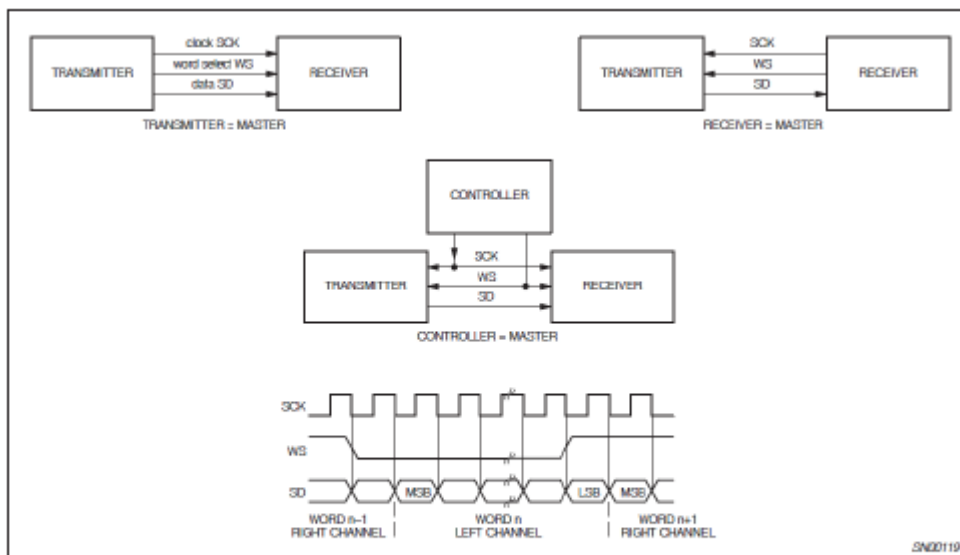 clock SCK
TRANSMITTER
word select WS
RECEIVER
data SD
TRANSMITTER = MASTER
SCK
TRANSMITTER
WS
RECEIVER
SD
RECEIVER = MASTER
CONTROLLER
SCK
TRANSMITTER
WS
RECEIVER
SD
CONTROLLER = MASTER
SCK
WS
SD
MSB
LSB
MSB
WORD n–1
RIGHT CHANNEL
WORD n
LEFT CHANNEL
WORD n+1
RIGHT CHANNEL
SN00119